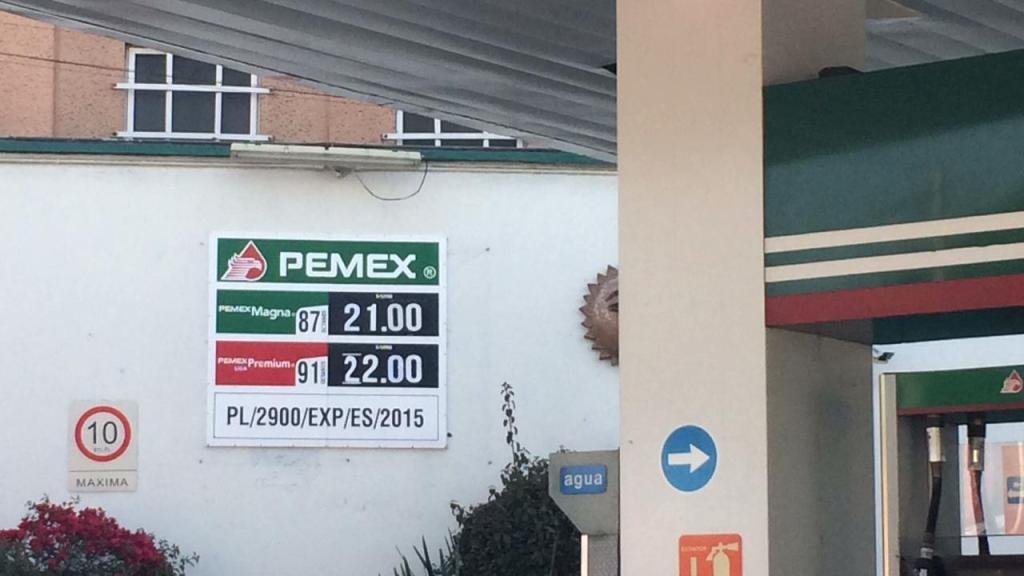 PEMEX ®
PEMEX Magna 87 21.00
PEMEX Premium 91 22.00
PL/2900/EXP/ES/2015
10
MAXIMA
agua